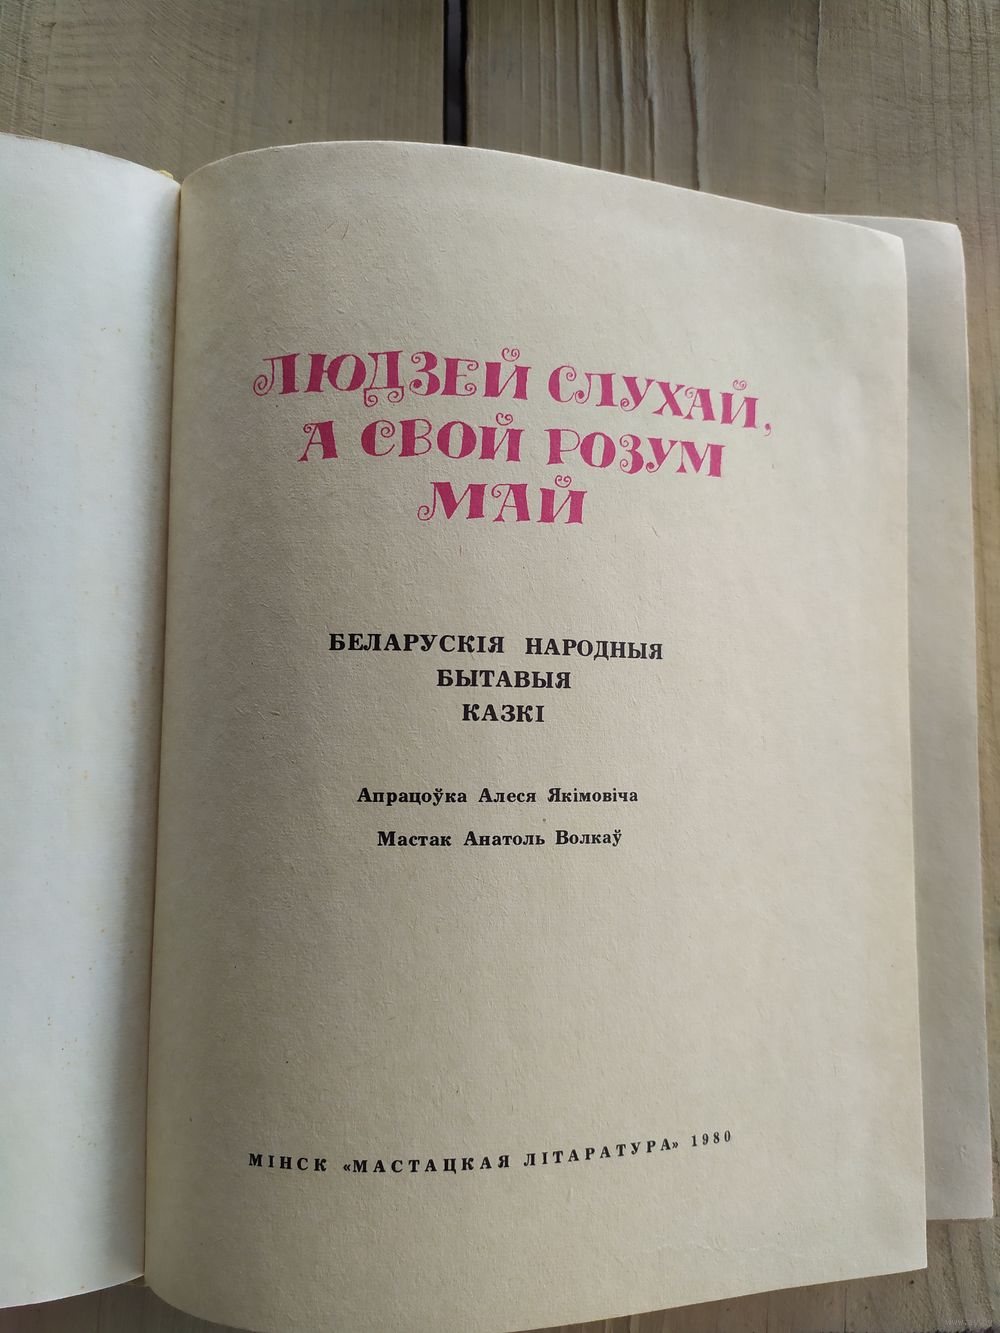 ЛЮДЗЕЙ СЛУХАЙ,
А СВОЙ РОЗУМ
МАЙ
БЕЛАРУСКІЯ НАРОДНЫЯ
БЫТАВЫЯ
КАЗКІ
Апрацоўка Алеся Якімовіча
Мастак Анатоль Волкаў
МІНСК «МАСТАЦКАЯ ЛІТАРАТУРА» 1980